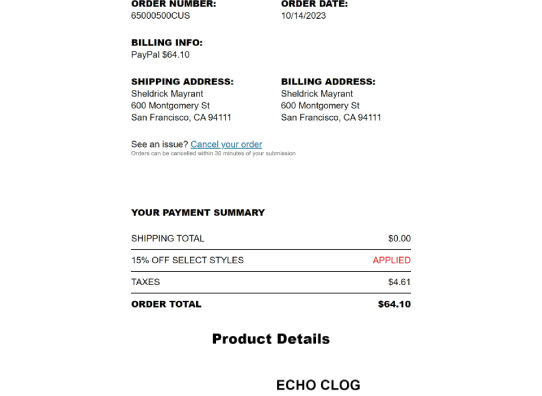 ORDER NUMBER: ORDER DATE:
65000500CUS 10/14/2023
BILLING INFO:
PayPal $64.10
SHIPPING ADDRESS: BILLING ADDRESS:
Sheldrick Mayrant Sheldrick Mayrant
600 Montgomery St 600 Montgomery St
San Francisco, CA 94111 San Francisco, CA 94111
See an issue? Cancel your order
Orders can be cancelled within 30 minutes of your submission
YOUR PAYMENT SUMMARY
SHIPPING TOTAL $0.00
15% OFF SELECT STYLES APPLIED
TAXES $4.61
ORDER TOTAL $64.10
Product Details
ECHO CLOG